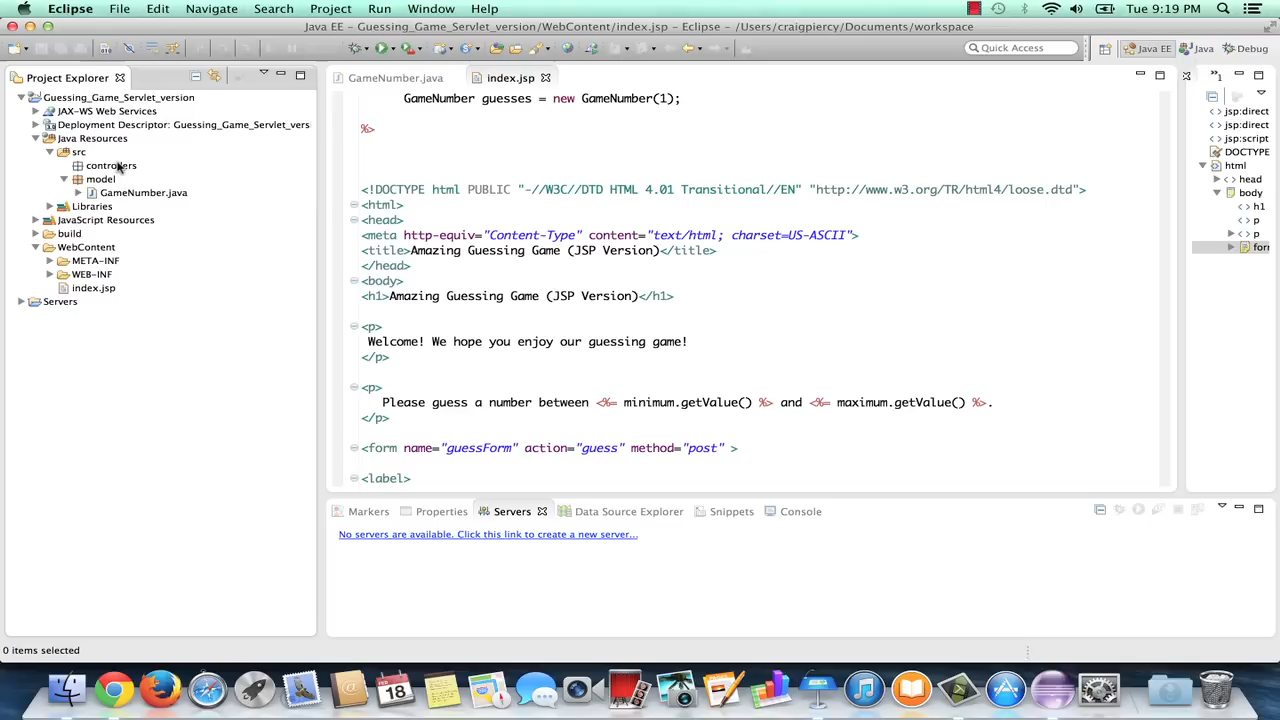 Eclipse File Edit Navigate Search Project Run Window Help Tue 9:19 PM
Java EE - Guessing_Game_Servlet_version/WebContent/index.jsp - Eclipse - /Users/craigpiercy/Documents/workspace
Quick Access Java EE Java Debug
Project Explorer
Guessing_Game_Servlet_version
JAX-WS Web Services
Deployment Descriptor: Guessing_Game_Servlet_vers
Java Resources
src
controllers
model
GameNumber.java
Libraries
JavaScript Resources
build
WebContent
META-INF
WEB-INF
index.jsp
Servers
GameNumber.java index.jsp
GameNumber guesses = new GameNumber(1);
%>
<!DOCTYPE html PUBLIC "-//W3C//DTD HTML 4.01 Transitional//EN" "http://www.w3.org/TR/html4/loose.dtd">
<html>
<head>
<meta http-equiv="Content-Type" content="text/html; charset=US-ASCII">
<title>Amazing Guessing Game (JSP Version)</title>
</head>
<body>
<h1>Amazing Guessing Game (JSP Version)</h1>
<p>
Welcome! We hope you enjoy our guessing game!
</p>
<p>
Please guess a number between <%= minimum.getValue() %> and <%= maximum.getValue() %>.
</p>
<form name="guessForm" action="guess" method="post" >
<label>
»1
jsp:direct
jsp:direct
jsp:script
DOCTYPE
html
head
body
h1
p
p
forr
Markers Properties Servers Data Source Explorer Snippets Console
No servers are available. Click this link to create a new server...
0 items selected
FEB
18